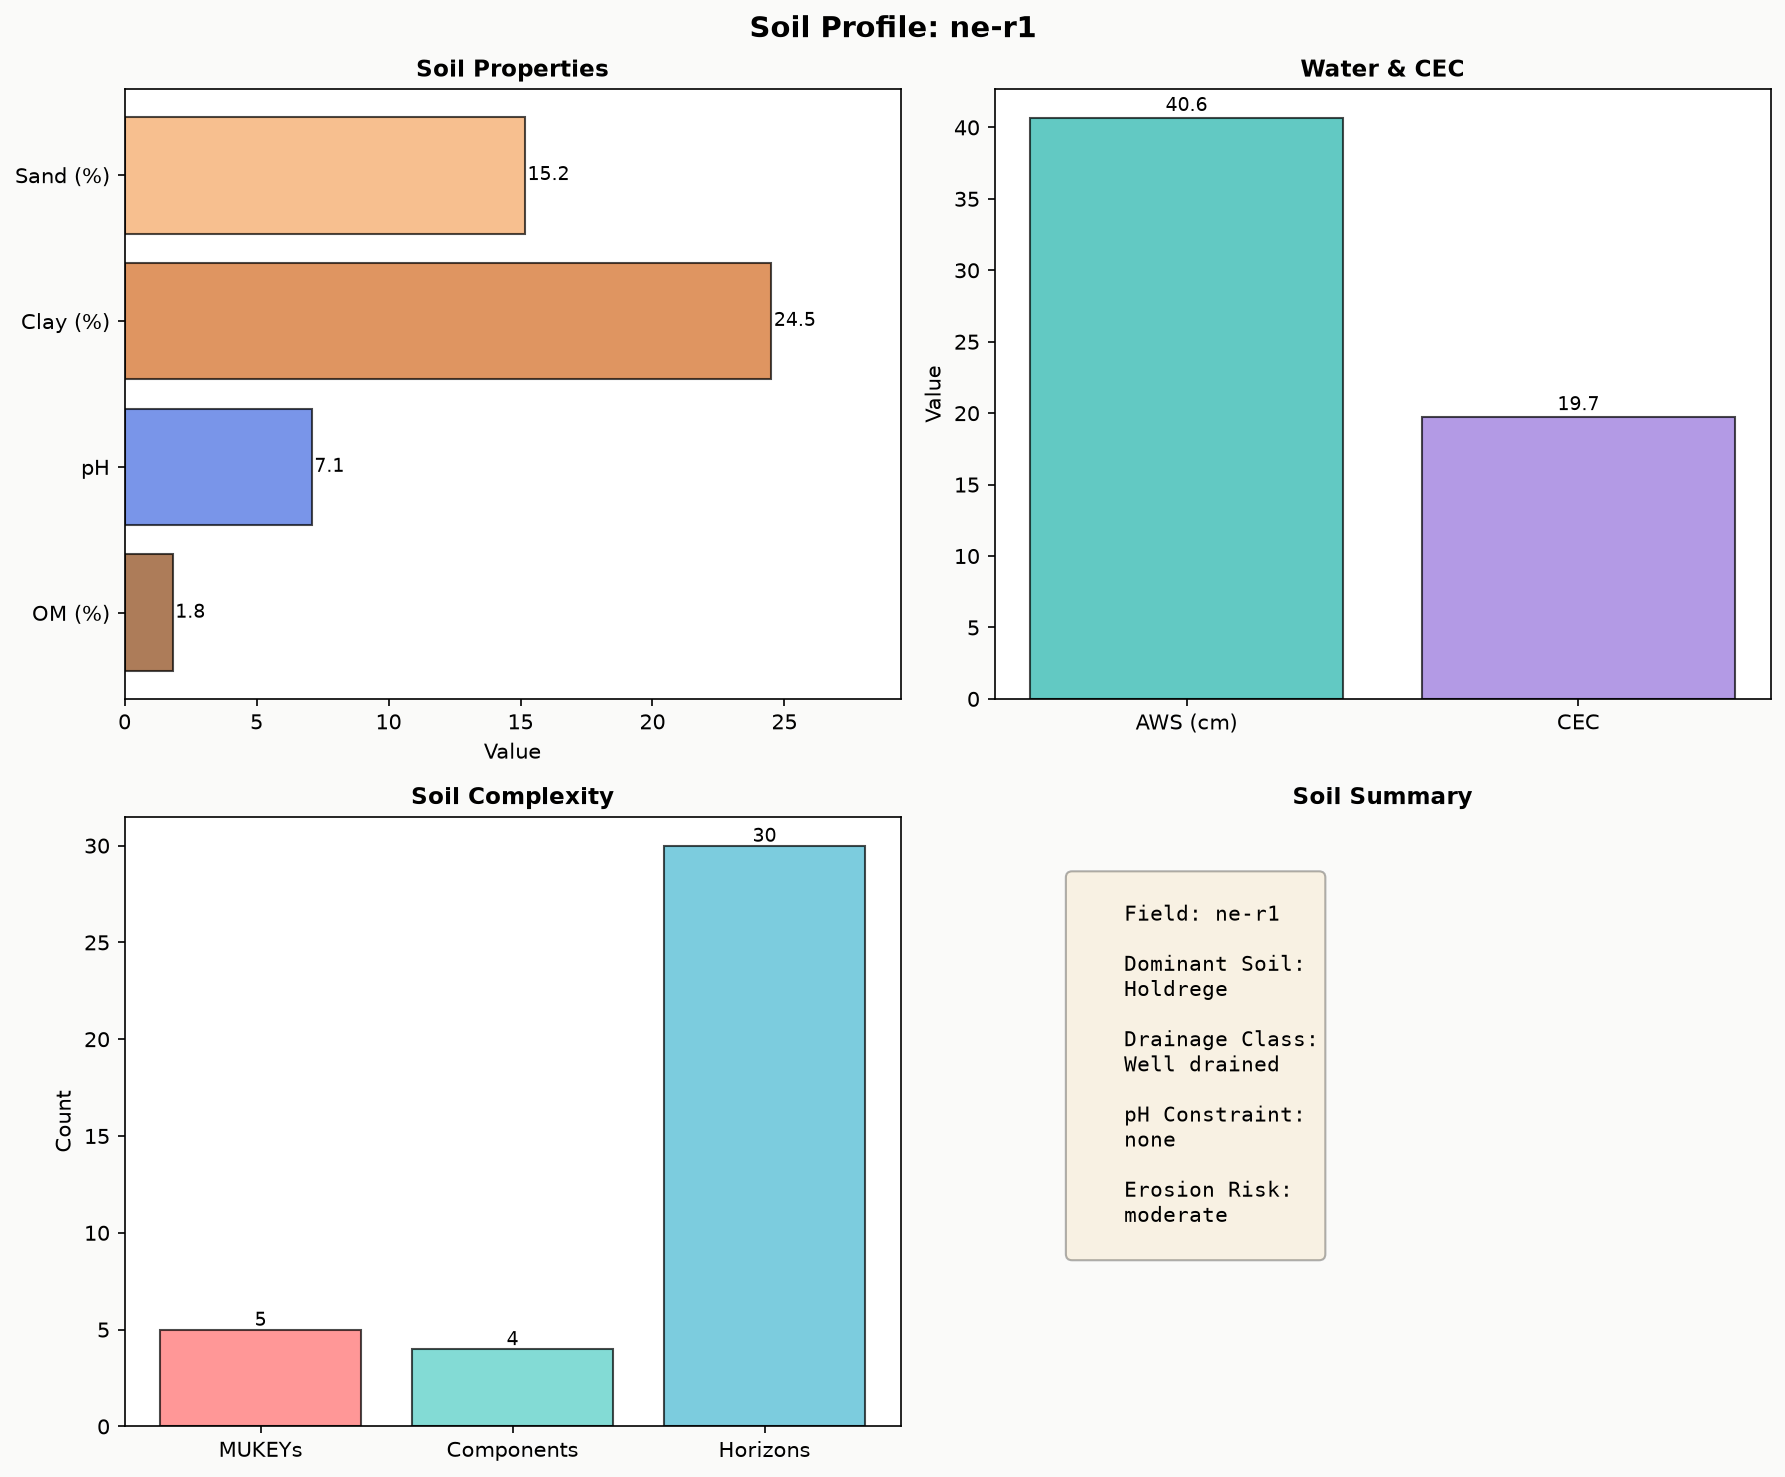 Soil Profile: ne-r1
Soil Properties
Sand (%)
15.2
Clay (%)
24.5
pH
7.1
OM (%)
1.8
0 5 10 15 20 25
Value
Water & CEC
Value
40
35
30
25
20
15
10
5
0
40.6
19.7
AWS (cm) CEC
Soil Complexity
Count
30
25
20
15
10
5
0
5
4
30
MUKEYs Components Horizons
Soil Summary
Field: ne-r1
Dominant Soil:
Holdrege
Drainage Class:
Well drained
pH Constraint:
none
Erosion Risk:
moderate